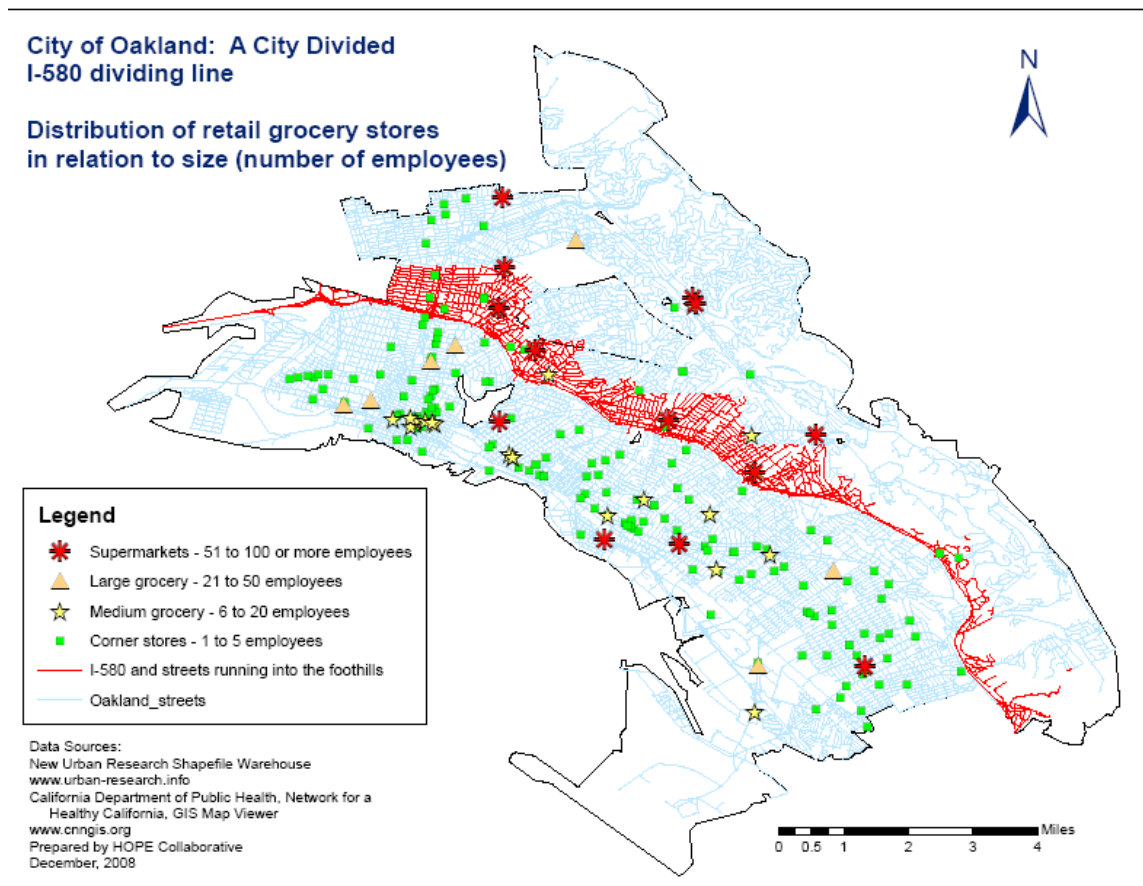 City of Oakland:  A City Divided
I-580 dividing line
Distribution of retail grocery stores
in relation to size (number of employees)
N
Legend
Supermarkets - 51 to 100 or more employees
Large grocery - 21 to 50 employees
Medium grocery - 6 to 20 employees
Corner stores - 1 to 5 employees
I-580 and streets running into the foothills
Oakland_streets
Data Sources:
New Urban Research Shapefile Warehouse
www.urban-research.info
California Department of Public Health, Network for a
Healthy California, GIS Map Viewer
www.cnngis.org
Prepared by HOPE Collaborative
December, 2008
Miles
0 0.5 1 2 3 4